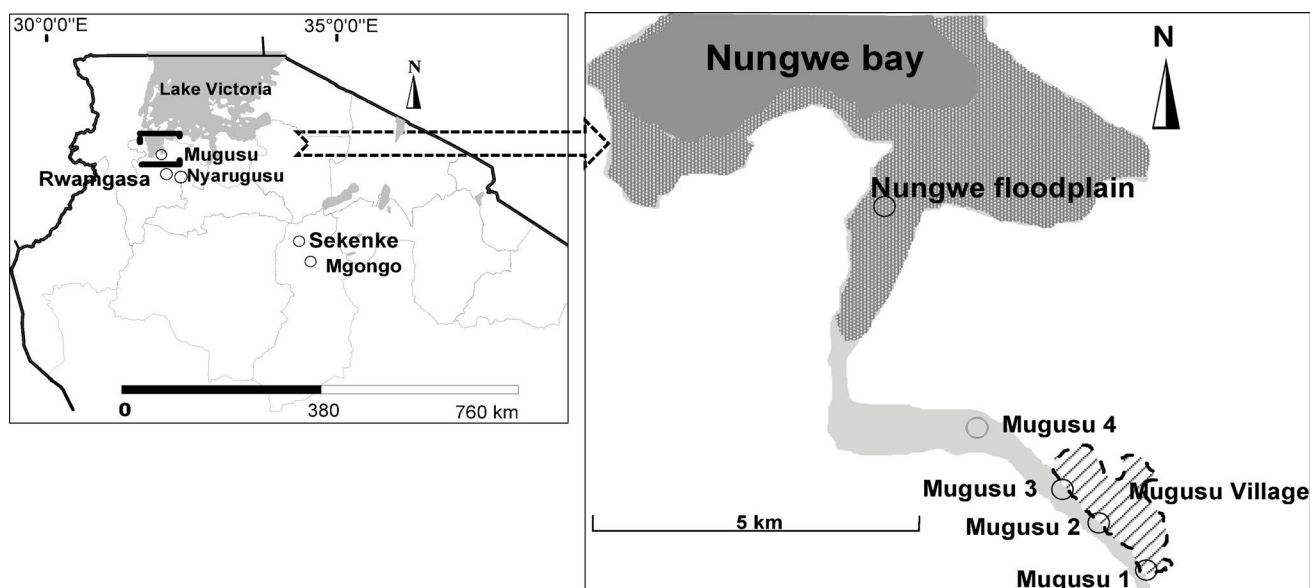 30°0'0"E
35°0'0"E
N
Lake Victoria
Mugusu
Rwamgasa
Nyarugusu
Sekenke
Mgongo
0
380
760 km
Nungwe bay
N
Nungwe floodplain
Mugusu 4
Mugusu 3
Mugusu Village
Mugusu 2
5 km
Mugusu 1